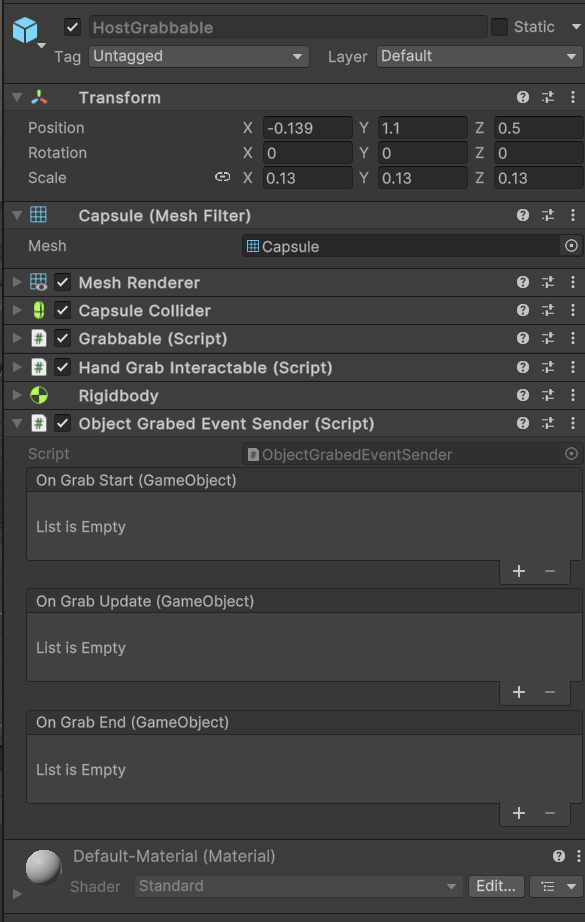 HostGrabbable Static
Tag Untagged Layer Default
Transform
Position X -0.139 Y 1.1 Z 0.5
Rotation X 0 Y 0 Z 0
Scale X 0.13 Y 0.13 Z 0.13
Capsule (Mesh Filter)
Mesh Capsule
Mesh Renderer
Capsule Collider
# Grabbable (Script)
# Hand Grab Interactable (Script)
Rigidbody
# Object Grabed Event Sender (Script)
Script # ObjectGrabedEventSender
On Grab Start (GameObject)
List is Empty
+ −
On Grab Update (GameObject)
List is Empty
+ −
On Grab End (GameObject)
List is Empty
+ −
Default-Material (Material)
Shader Standard Edit...